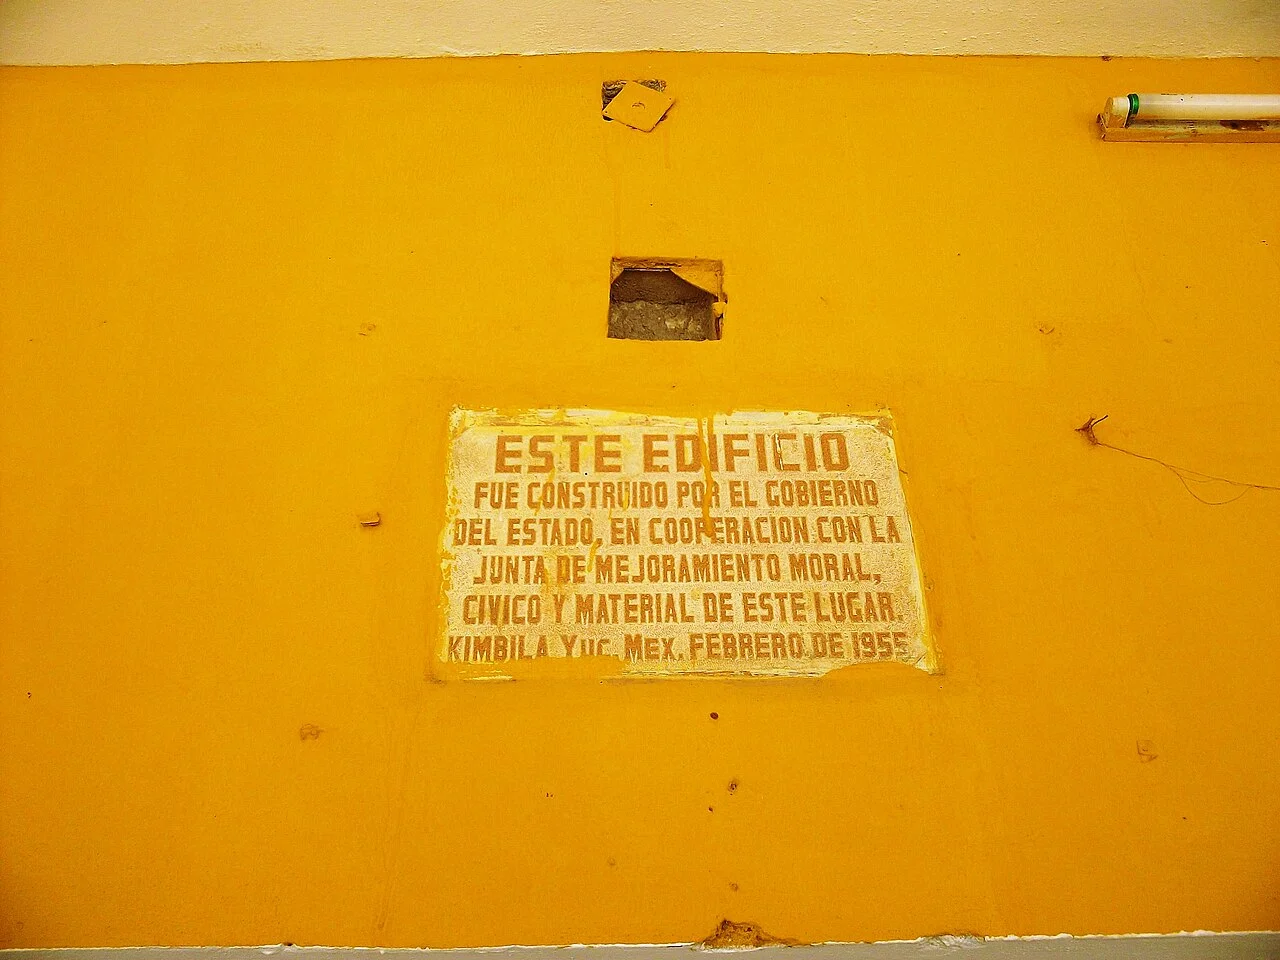 ESTE EDIFICIO
FUE CONSTRUIDO POR EL GOBIERNO
DEL ESTADO, EN COOPERACION CON LA
JUNTA DE MEJORAMIENTO MORAL,
CIVICO Y MATERIAL DE ESTE LUGAR.
KIMBILA YUC. MEX. FEBRERO DE 1955